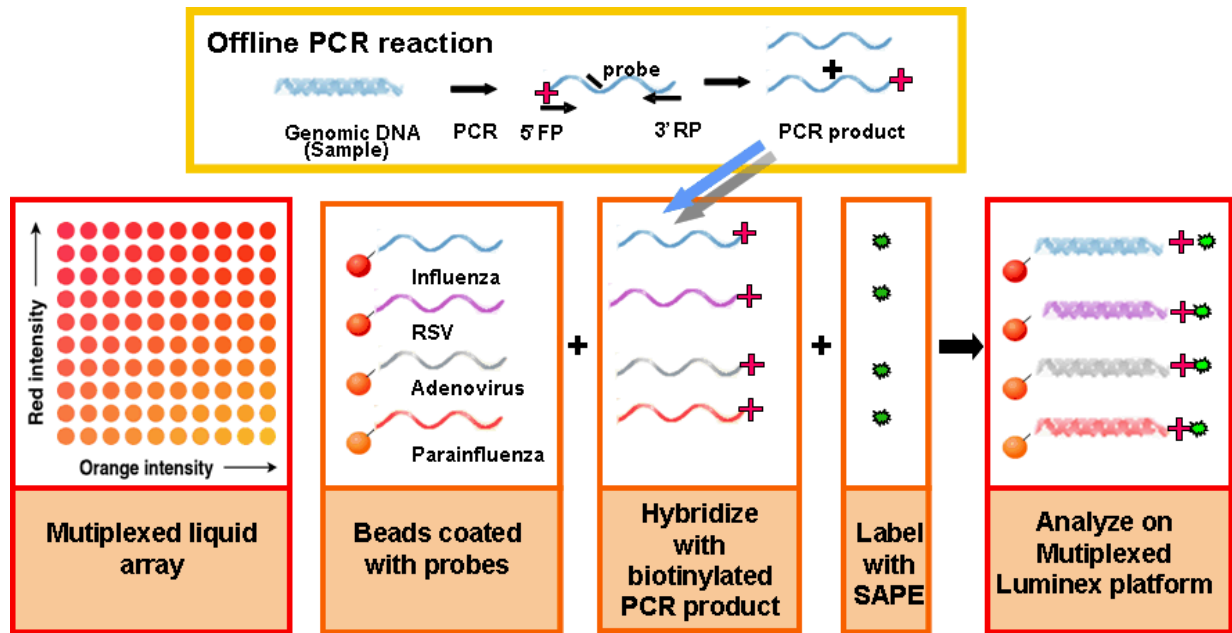 Offline PCR reaction
probe
Genomic DNA
(Sample)
PCR
5' FP
3' RP
PCR product
Red intensity
Orange intensity
Influenza
RSV
Adenovirus
Parainfluenza
Mutiplexed liquid
array
Beads coated
with probes
Hybridize
with
biotinylated
PCR product
Label
with
SAPE
Analyze on
Mutiplexed
Luminex platform